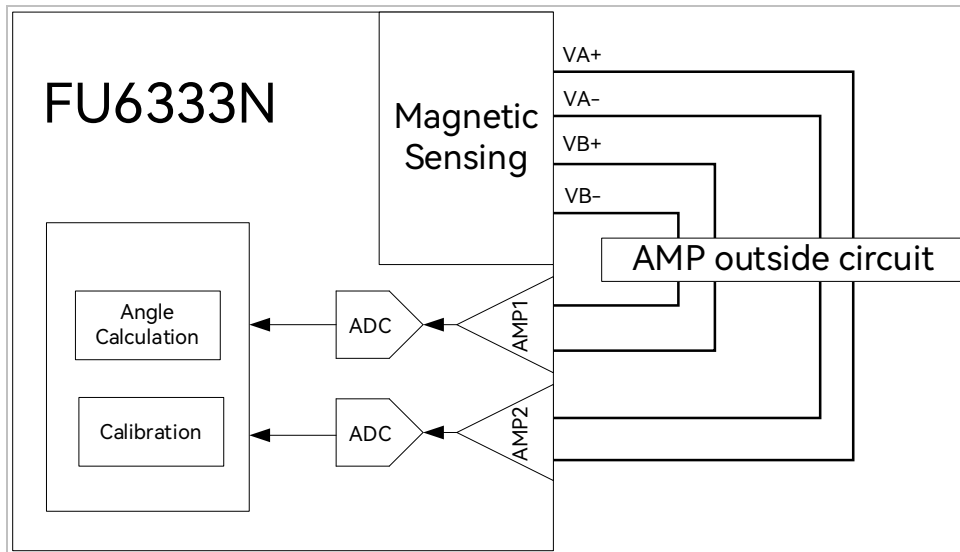 FU6333N
Magnetic
Sensing
VA+
VA-
VB+
VB-
AMP outside circuit
Angle
Calculation
ADC
AMP1
Calibration
ADC
AMP2